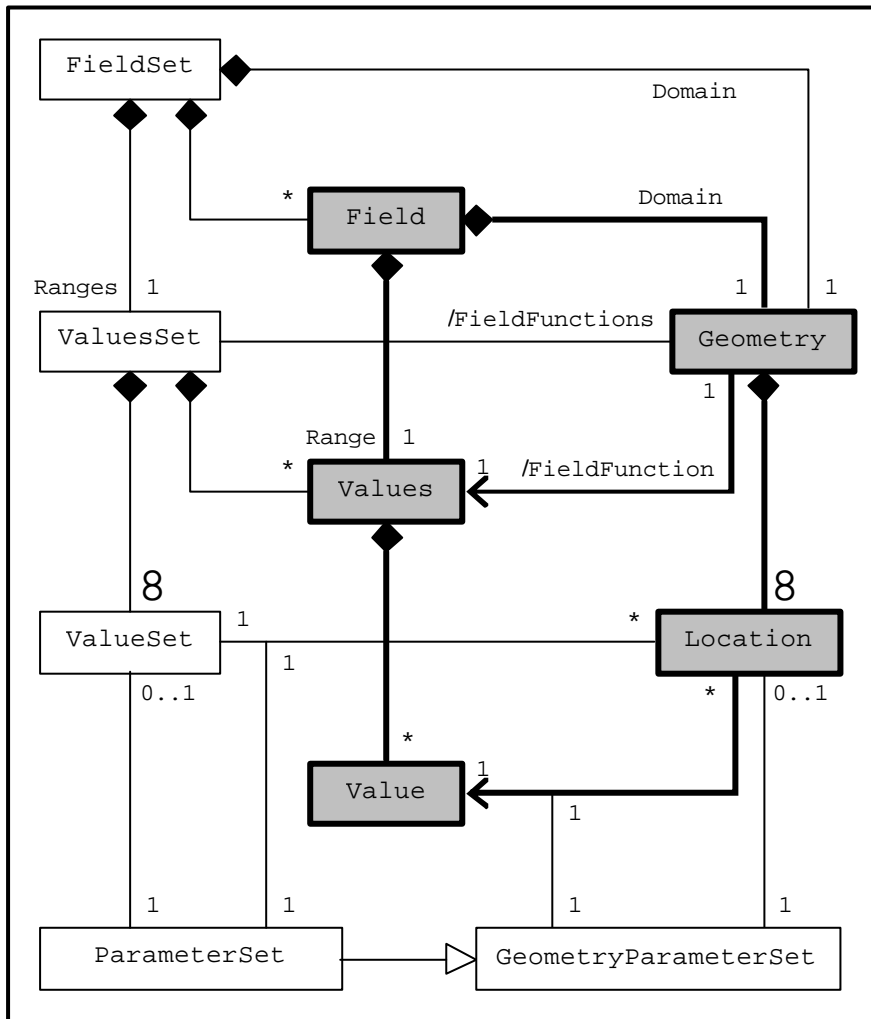 FieldSet
Domain
* Field Domain
Ranges 1 1 1
ValuesSet /FieldFunctions Geometry
1
Range 1
* Values 1 /FieldFunction
8 8
ValueSet 1 * Location
1
0..1 * 0..1
*
Value 1
1
1 1 1 1
ParameterSet GeometryParameterSet